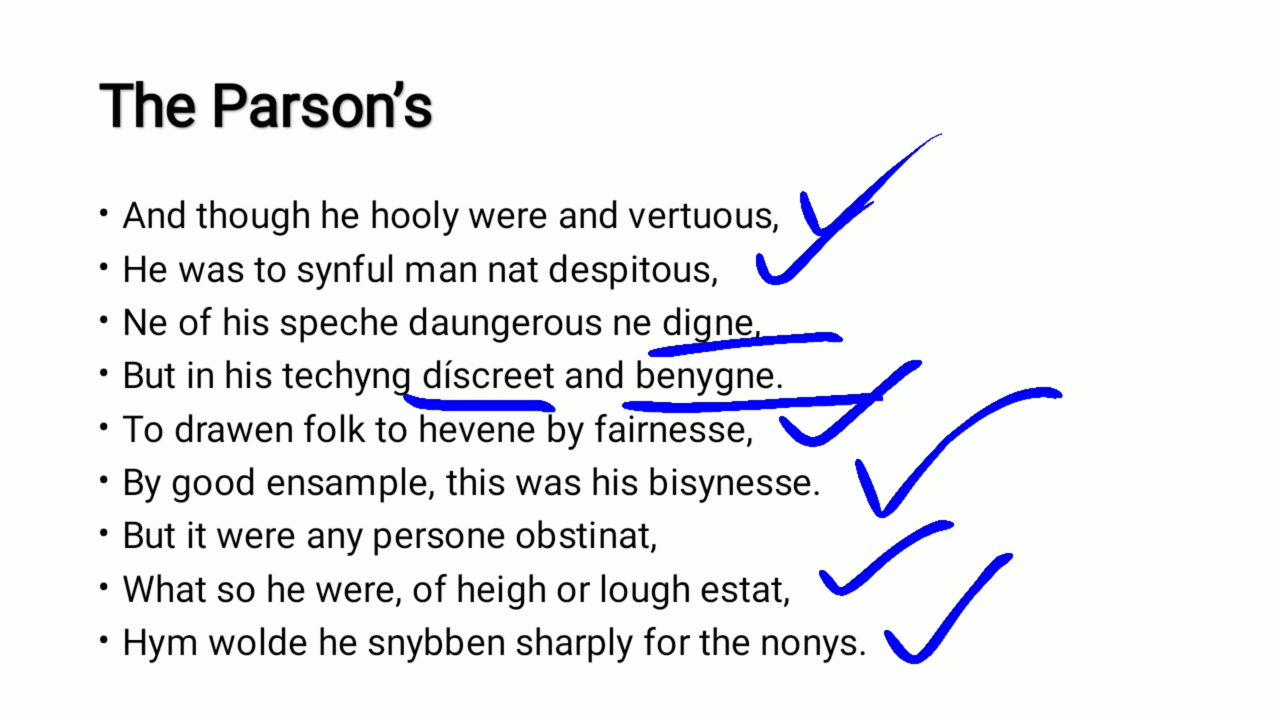 The Parson’s
• And though he hooly were and vertuous,
• He was to synful man nat despitous,
• Ne of his speche daungerous ne digne,
• But in his techyng díscreet and benygne.
• To drawen folk to hevene by fairnesse,
• By good ensample, this was his bisynesse.
• But it were any persone obstinat,
• What so he were, of heigh or lough estat,
• Hym wolde he snybben sharply for the nonys.